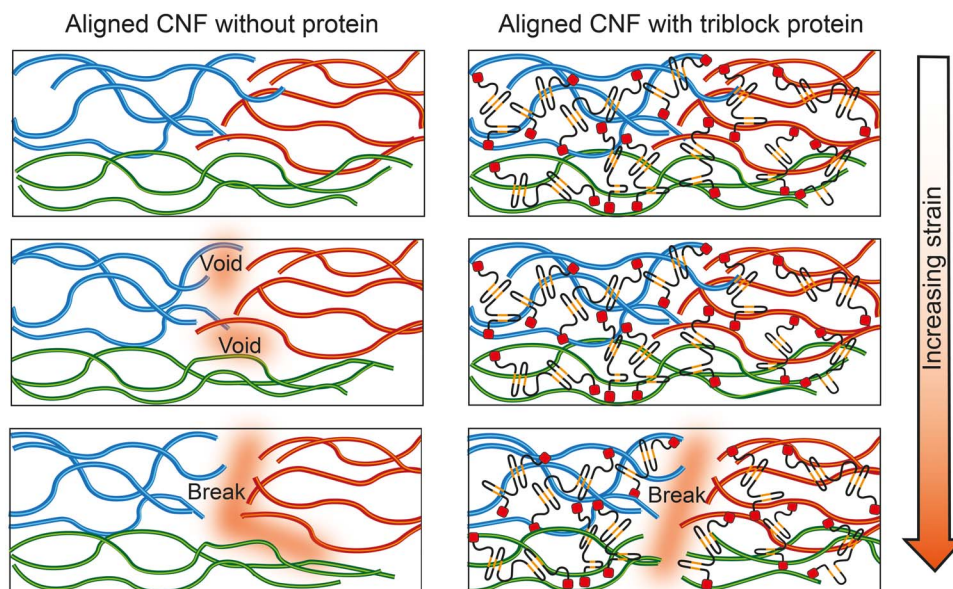 Aligned CNF without protein
Aligned CNF with triblock protein
Void
Void
Break
Break
Increasing strain